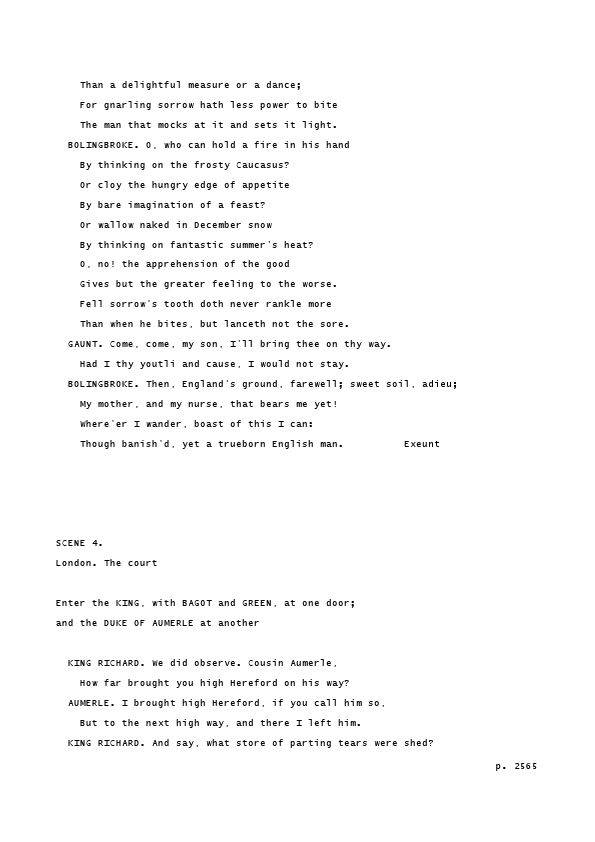 Than a delightful measure or a dance;
For gnarling sorrow hath less power to bite
The man that mocks at it and sets it light.
BOLINGBROKE. O, who can hold a fire in his hand
By thinking on the frosty Caucasus?
Or cloy the hungry edge of appetite
By bare imagination of a feast?
Or wallow naked in December snow
By thinking on fantastic summer's heat?
O, no! the apprehension of the good
Gives but the greater feeling to the worse.
Fell sorrow's tooth doth never rankle more
Than when he bites, but lanceth not the sore.
GAUNT. Come, come, my son, I'll bring thee on thy way.
Had I thy youtli and cause, I would not stay.
BOLINGBROKE. Then, England's ground, farewell; sweet soil, adieu;
My mother, and my nurse, that bears me yet!
Where'er I wander, boast of this I can:
Though banish'd, yet a trueborn English man. Exeunt
SCENE 4.
London. The court
Enter the KING, with BAGOT and GREEN, at one door;
and the DUKE OF AUMERLE at another
KING RICHARD. We did observe. Cousin Aumerle,
How far brought you high Hereford on his way?
AUMERLE. I brought high Hereford, if you call him so,
But to the next high way, and there I left him.
KING RICHARD. And say, what store of parting tears were shed?
p. 2565